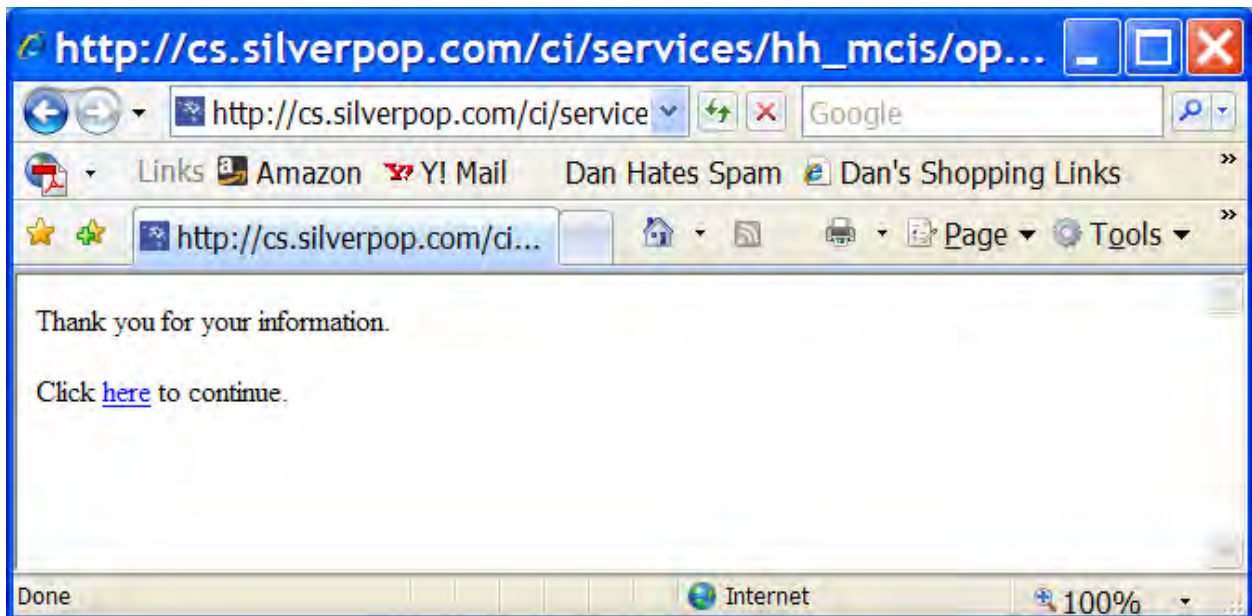 http://cs.silverpop.com/ci/services/hh_mcis/op...
http://cs.silverpop.com/ci/service Google
Links Amazon Y! Mail Dan Hates Spam Dan's Shopping Links »
http://cs.silverpop.com/ci... Page Tools »
Thank you for your information.
Click here to continue.
Done Internet 100%